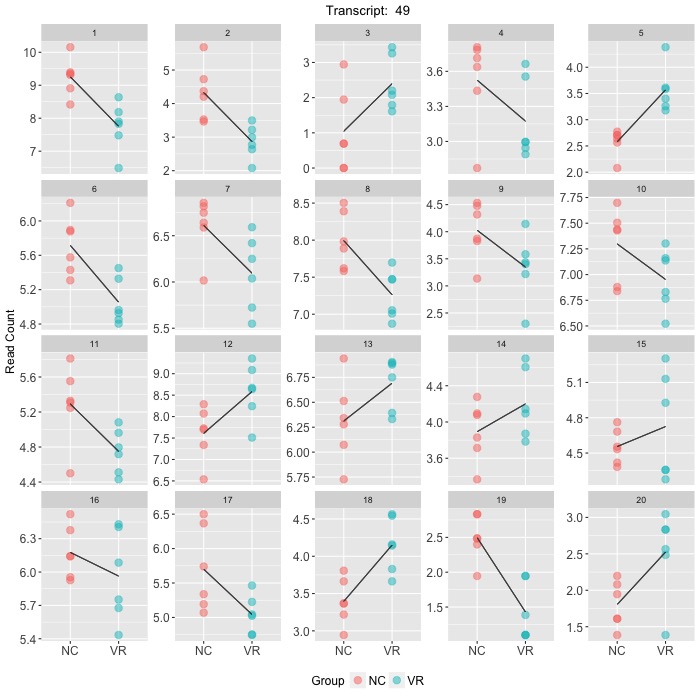 Transcript: 49
1 2 3 4 5
10 9 8 7
5 4 3 2
3 2 1 0
3.6 3.3 3.0
4.0 3.5 3.0 2.5 2.0
6 7 8 9 10
6.0 5.6 5.2 4.8
6.5 6.0 5.5
8.5 8.0 7.5 7.0
4.5 4.0 3.5 3.0 2.5
7.75 7.50 7.25 7.00 6.75 6.50
Read Count
11 12 13 14 15
5.6 5.2 4.8 4.4
9.0 8.5 8.0 7.5 7.0 6.5
6.75 6.50 6.25 6.00 5.75
4.4 4.0 3.6
5.1 4.8 4.5
16 17 18 19 20
6.3 6.0 5.7 5.4
6.5 6.0 5.5 5.0
4.5 4.0 3.5 3.0
2.5 2.0 1.5
3.0 2.5 2.0 1.5
NC VR NC VR NC VR NC VR NC VR
Group NC VR